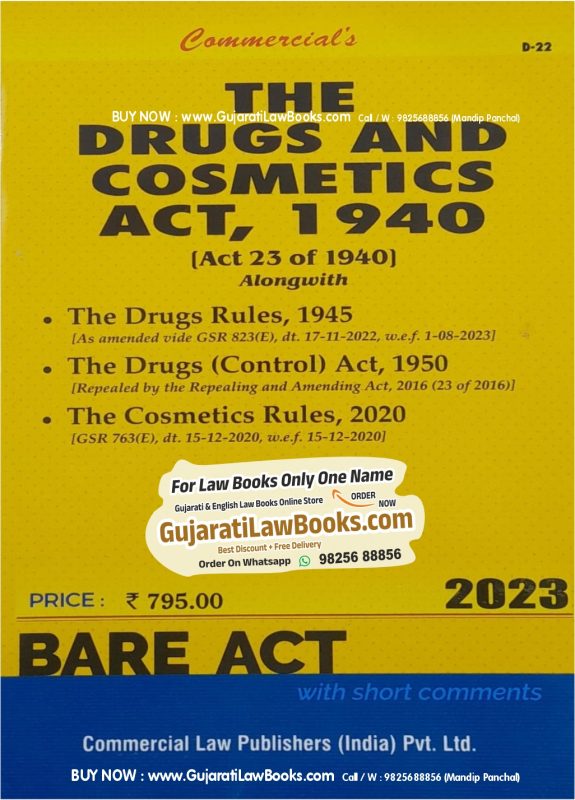 Commercial's
D-22
THE
BUY NOW : www.GujaratiLawBooks.com Call / W : 9825688856 (Mandip Panchal)
DRUGS AND
COSMETICS
ACT, 1940
[Act 23 of 1940]
Alongwith
• The Drugs Rules, 1945
[As amended vide GSR 823(E), dt. 17-11-2022, w.e.f. 1-08-2023]
• The Drugs (Control) Act, 1950
[Repealed by the Repealing and Amending Act, 2016 (23 of 2016)]
• The Cosmetics Rules, 2020
[GSR 763(E), dt. 15-12-2020, w.e.f. 15-12-2020]
For Law Books Only One Name
Gujarati & English Law Books Online Store
ORDER
NOW
GujaratiLawBooks.com
Best Discount + Free Delivery
Order On Whatsapp 98256 88856
PRICE : ₹ 795.00
2023
BARE ACT
with short comments
Commercial Law Publishers (India) Pvt. Ltd.
BUY NOW : www.GujaratiLawBooks.com Call / W : 9825688856 (Mandip Panchal)